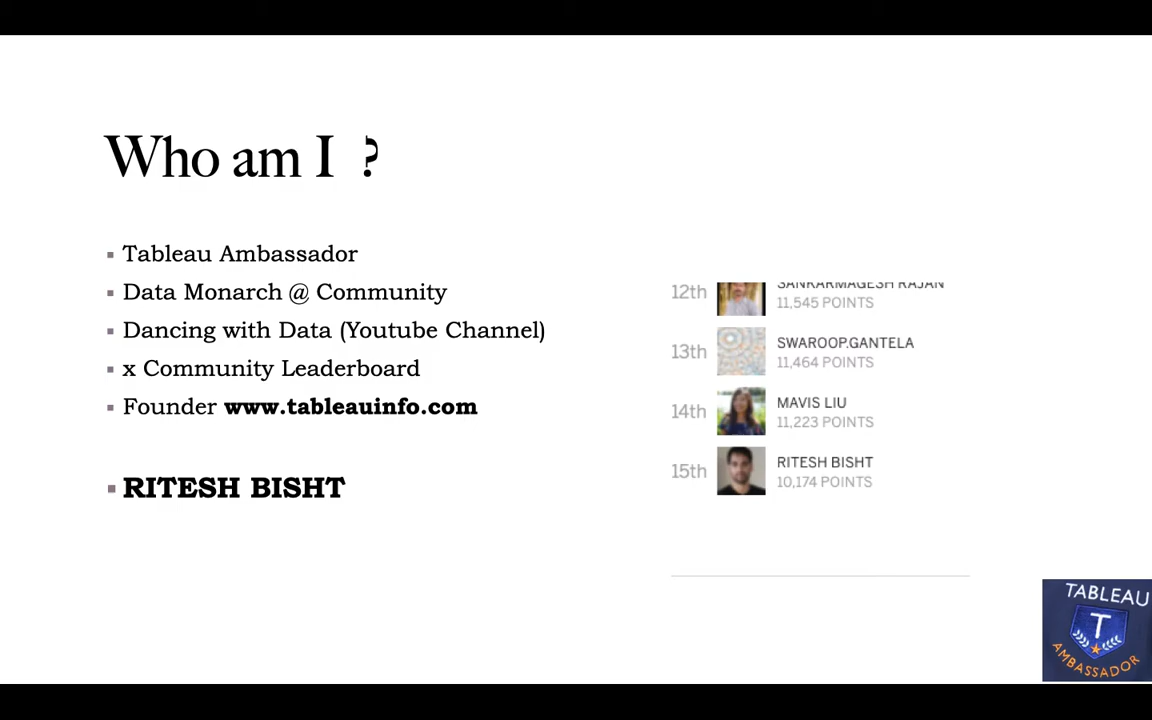 Who am I ?
Tableau Ambassador
Data Monarch @ Community
Dancing with Data (Youtube Channel)
x Community Leaderboard
Founder www.tableauinfo.com
RITESH BISHT
12th
SANKARMAGESH RAJAN
11,545 POINTS
13th
SWAROOP.GANTELA
11,464 POINTS
14th
MAVIS LIU
11,223 POINTS
15th
RITESH BISHT
10,174 POINTS
TABLEAU
T
AMBASSADOR